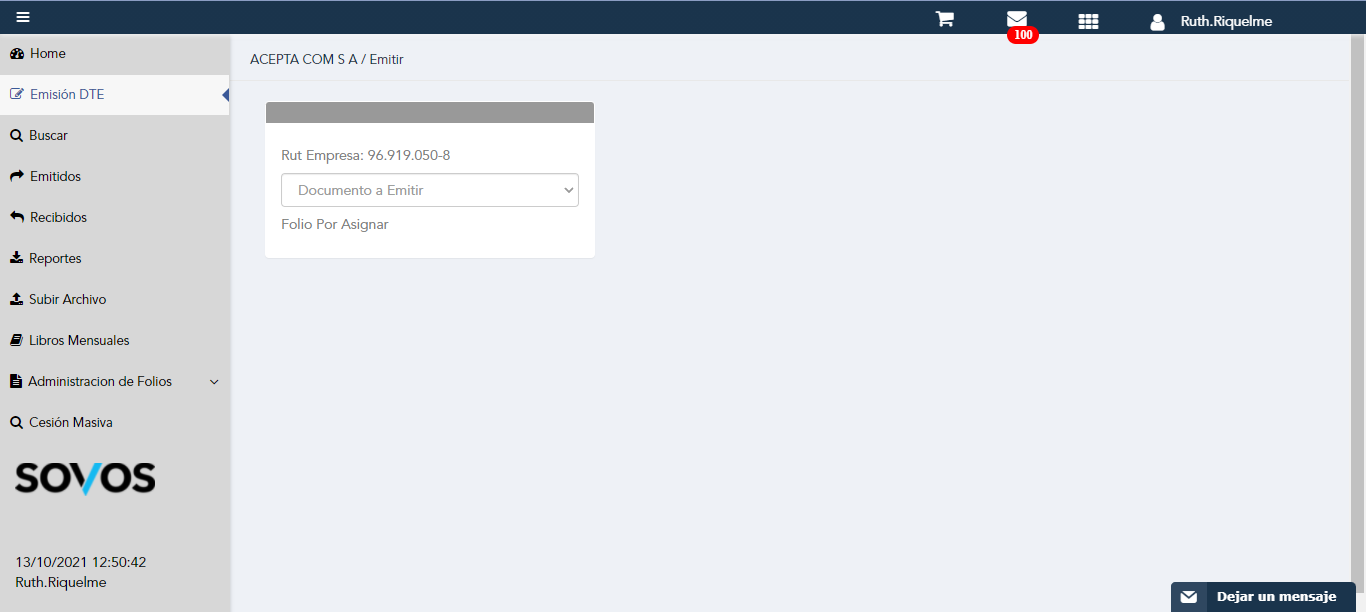 100
Ruth.Riquelme
Home
Emisión DTE
Buscar
Emitidos
Recibidos
Reportes
Subir Archivo
Libros Mensuales
Administracion de Folios
Cesión Masiva
SOVOS
13/10/2021 12:50:42
Ruth.Riquelme
ACEPTA COM S A / Emitir
Rut Empresa: 96.919.050-8
Documento a Emitir
Folio Por Asignar
Dejar un mensaje